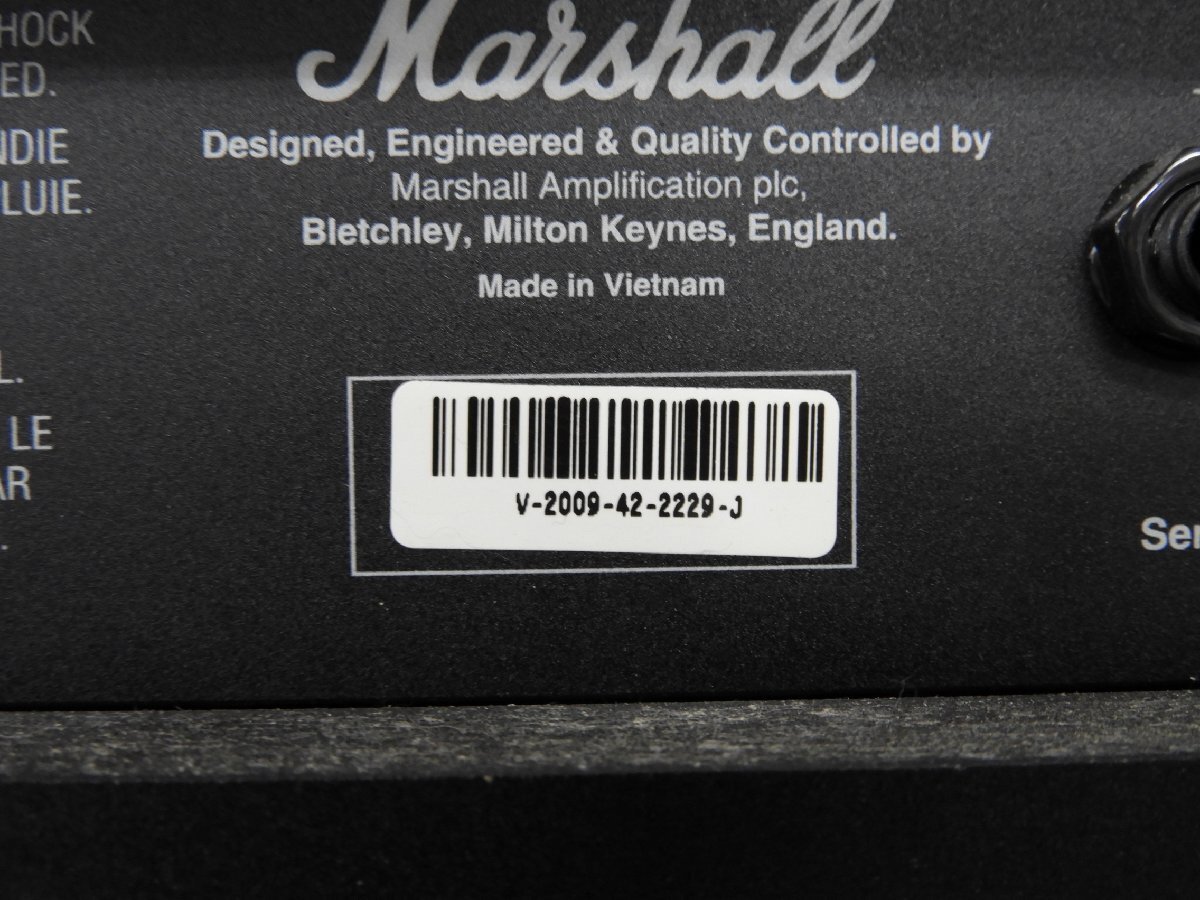 HOCK
ED.
NDIE
LUIE.
L.
LE
AR
.
Marshall
Designed, Engineered & Quality Controlled by
Marshall Amplification plc,
Bletchley, Milton Keynes, England.
Made in Vietnam
V-2009-42-2229-J
Ser